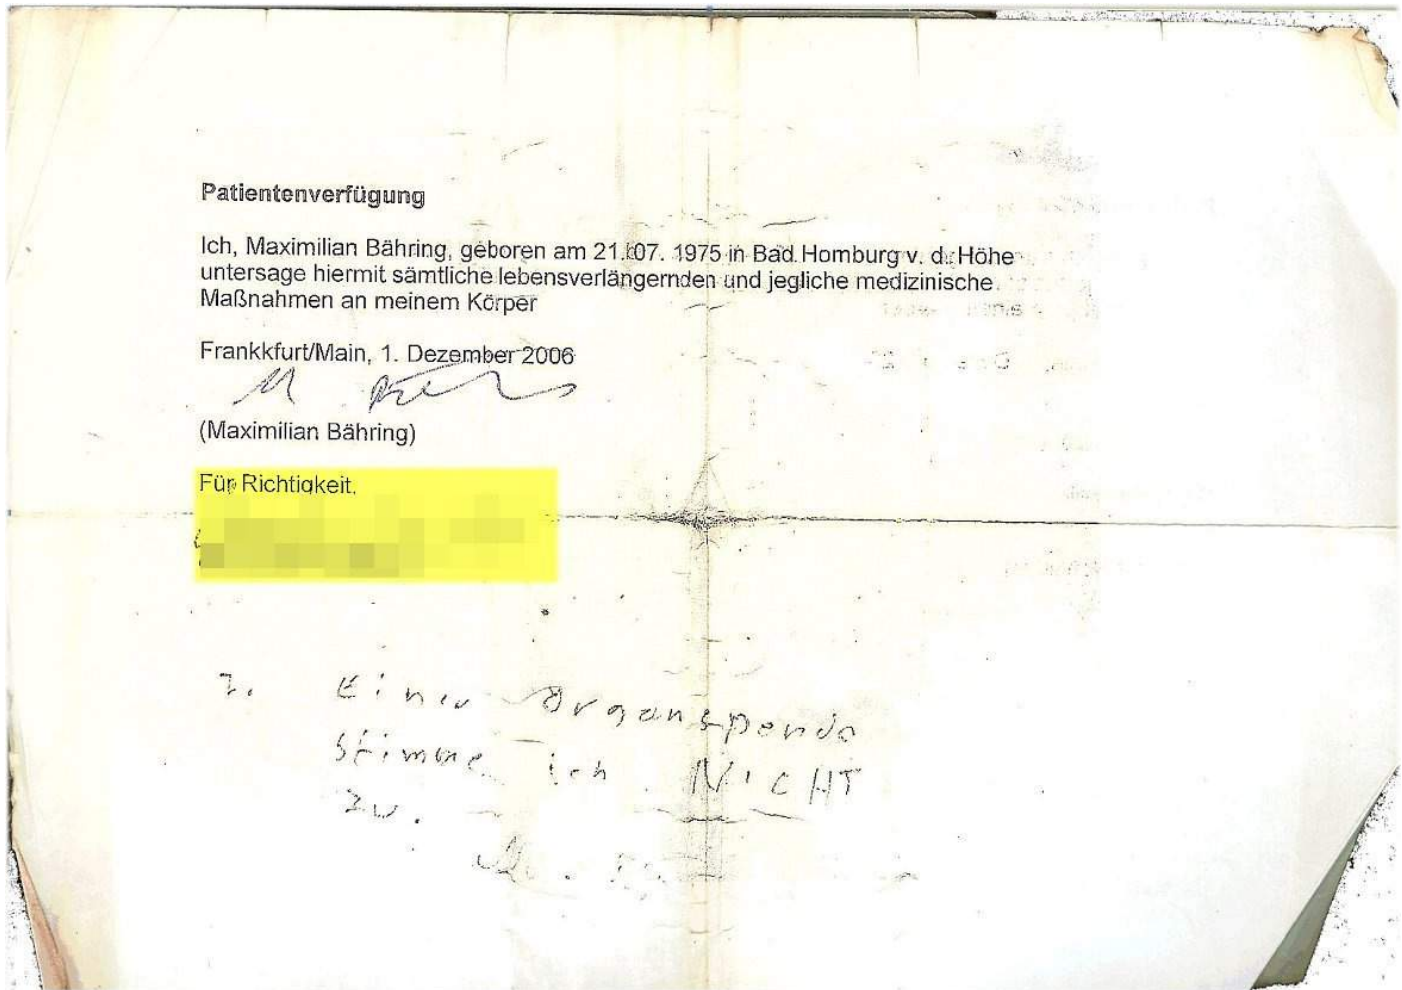 Patientenverfügung
Ich, Maximilian Bähring, geboren am 21.07. 1975 in Bad Homburg v. d. Höhe
untersage hiermit sämtliche lebensverlängernden und jegliche medizinische
Maßnahmen an meinem Körper
Frankkfurt/Main, 1. Dezember 2006
(Maximilian Bähring)
Für Richtigkeit,
2. Einer Organspende
stimme ich NICHT
zu.